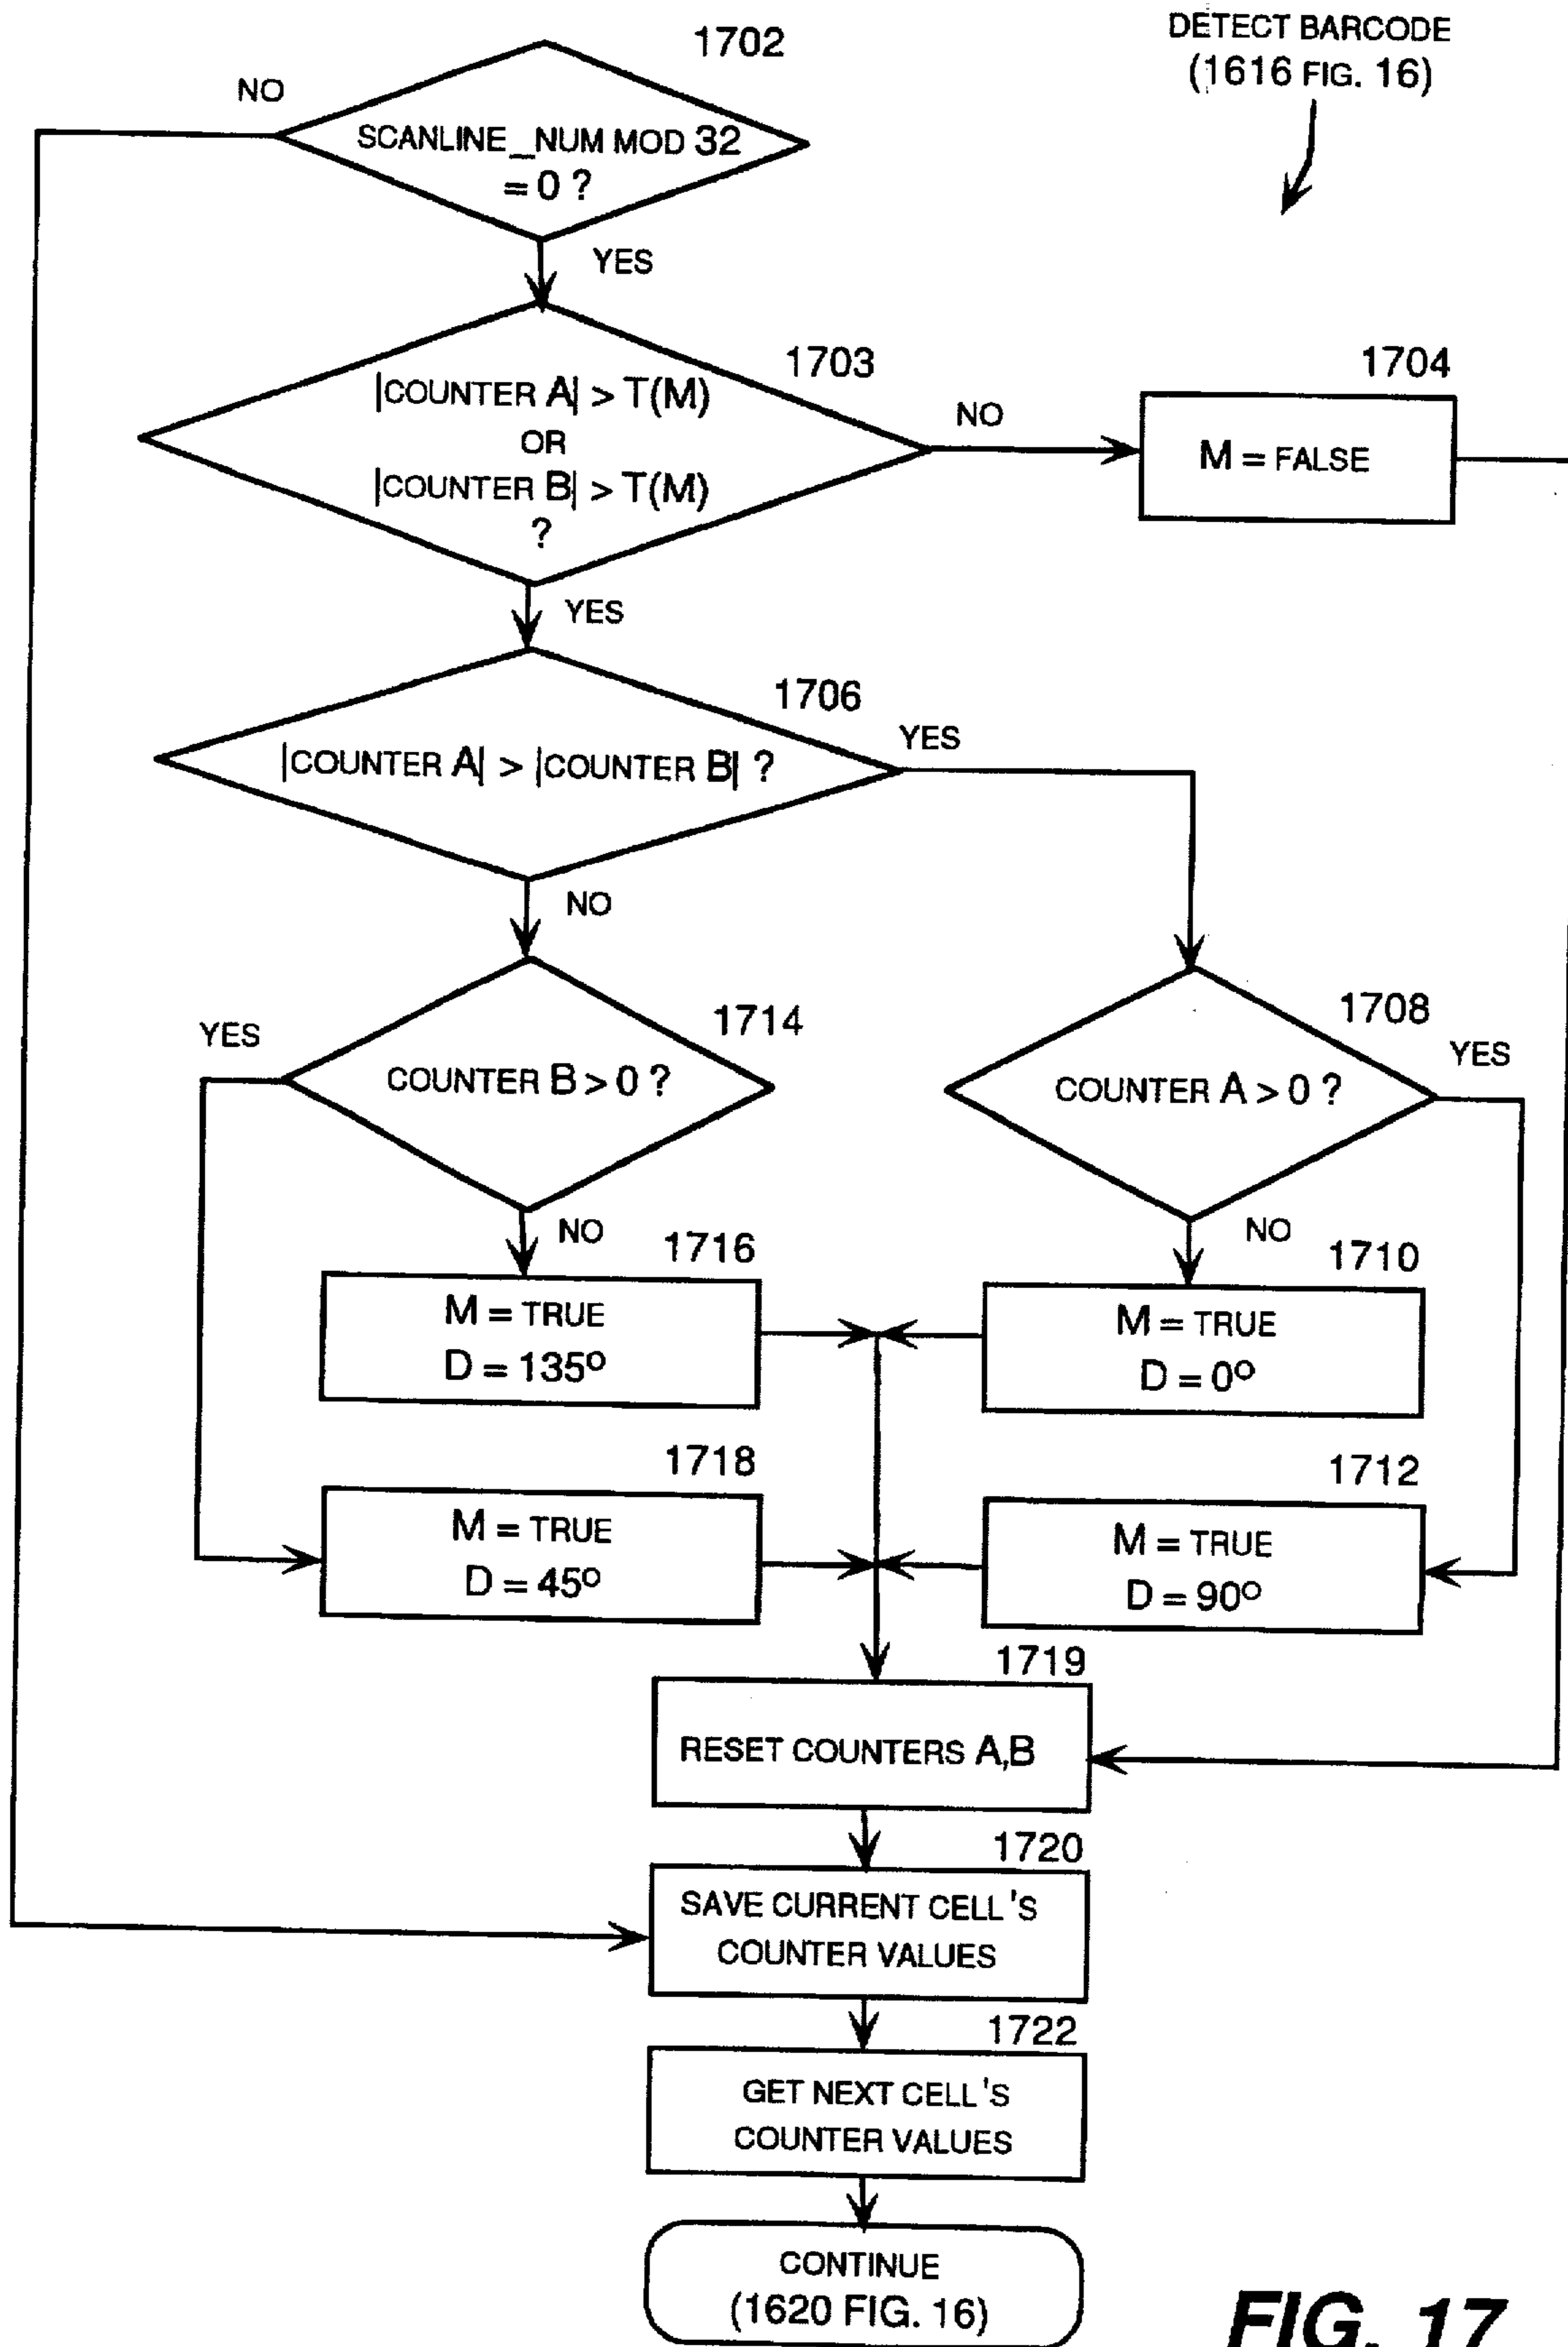 DETECT BARCODE
(1616 FIG. 16)
1702
NO
SCANLINE_NUM MOD 32
= 0 ?
YES
1703
|COUNTER A| > T(M)
OR
|COUNTER B| > T(M)
?
NO
1704
M = FALSE
YES
1706
|COUNTER A| > |COUNTER B| ?
YES
NO
1714
YES
COUNTER B > 0 ?
1708
YES
COUNTER A > 0 ?
NO
1716
M = TRUE
D = 135°
NO
1710
M = TRUE
D = 0°
1718
M = TRUE
D = 45°
1712
M = TRUE
D = 90°
1719
RESET COUNTERS A,B
1720
SAVE CURRENT CELL'S
COUNTER VALUES
1722
GET NEXT CELL'S
COUNTER VALUES
CONTINUE
(1620 FIG. 16)
FIG. 17